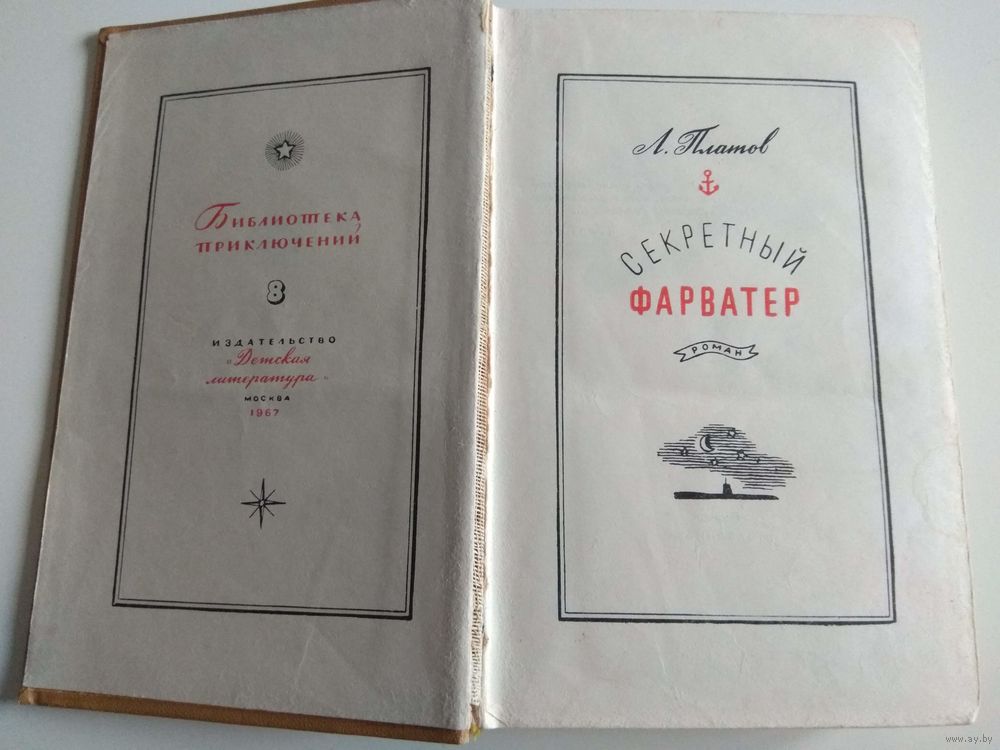 Библиотека
приключений
8
ИЗДАТЕЛЬСТВО
„Детская
литература"
МОСКВА
1967
Л. Платов
СЕКРЕТНЫЙ
ФАРВАТЕР
РОМАН
www.ay.by